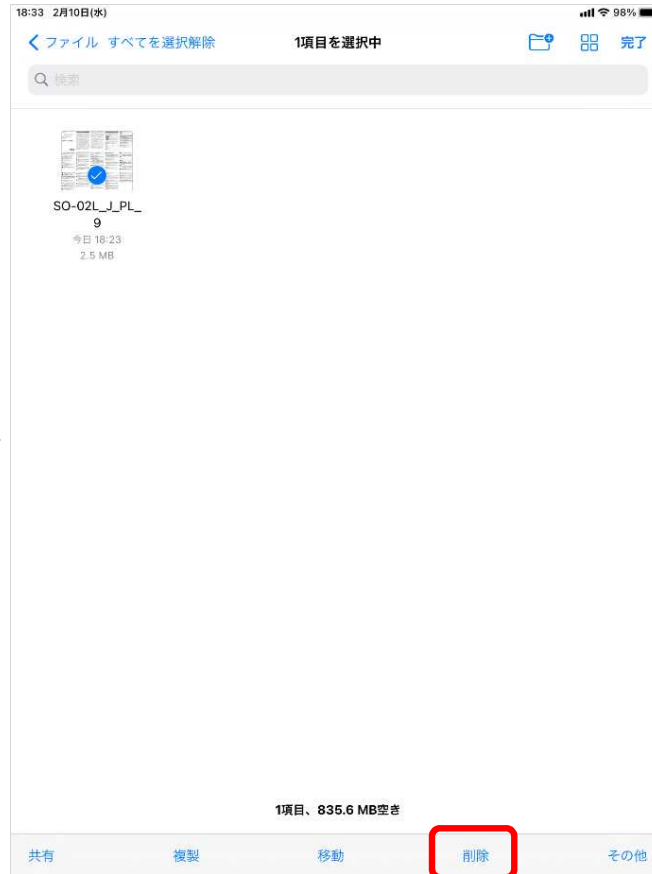 18:33 2月10日(水)
98%
ファイル すべてを選択解除 1項目を選択中 完了
検索
SO-02L_J_PL_
9
今日 18:23
2.5 MB
1項目、835.6 MB空き
共有 複製 移動 削除 その他